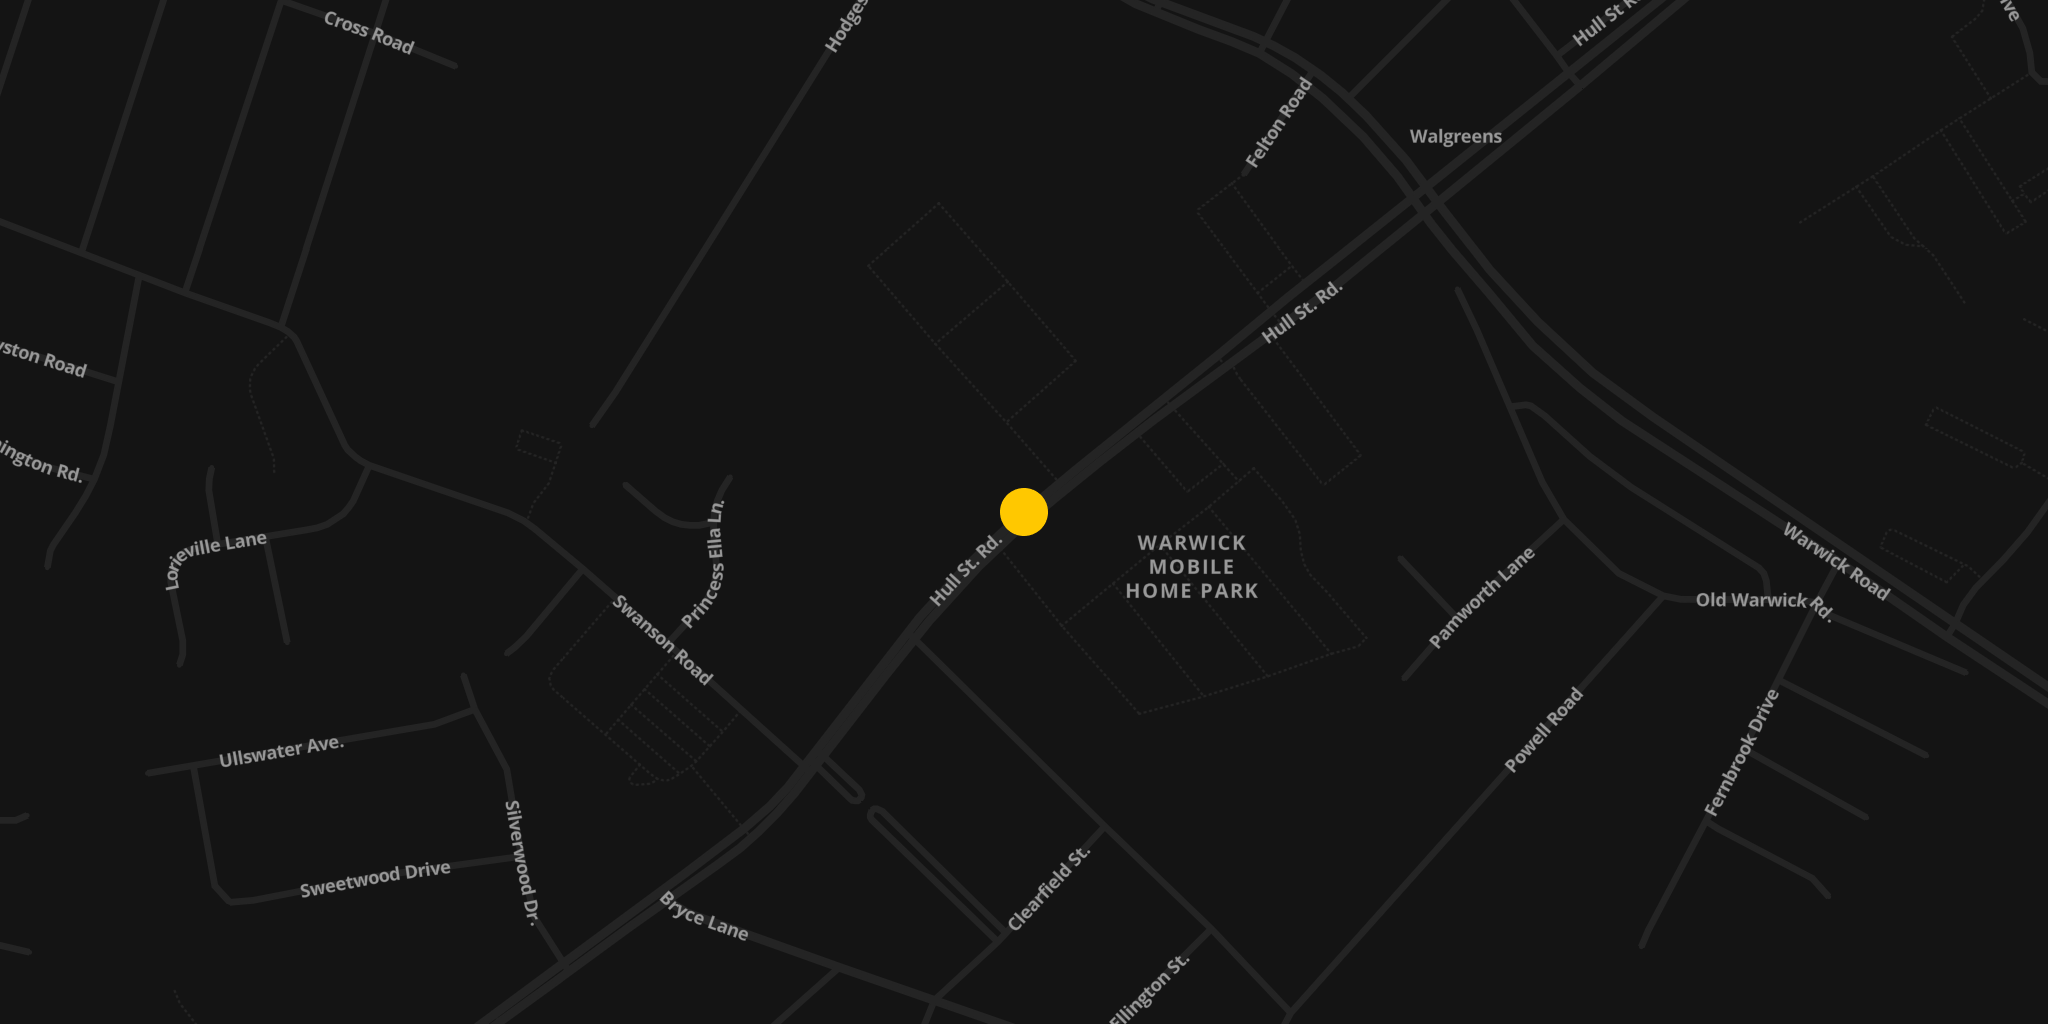 Cross Road
Hodges
Hull St R
ve
Felton Road
Walgreens
Hull St. Rd.
yston Road
ington Rd.
Lorieville Lane
Princess Ella Ln.
Swanson Road
Hull St. Rd.
WARWICK
MOBILE
HOME PARK
Pamworth Lane
Warwick Road
Old Warwick Rd.
Powell Road
Fernbrook Drive
Ullswater Ave.
Silverwood Dr.
Sweetwood Drive
Bryce Lane
Clearfield St.
Ellington St.